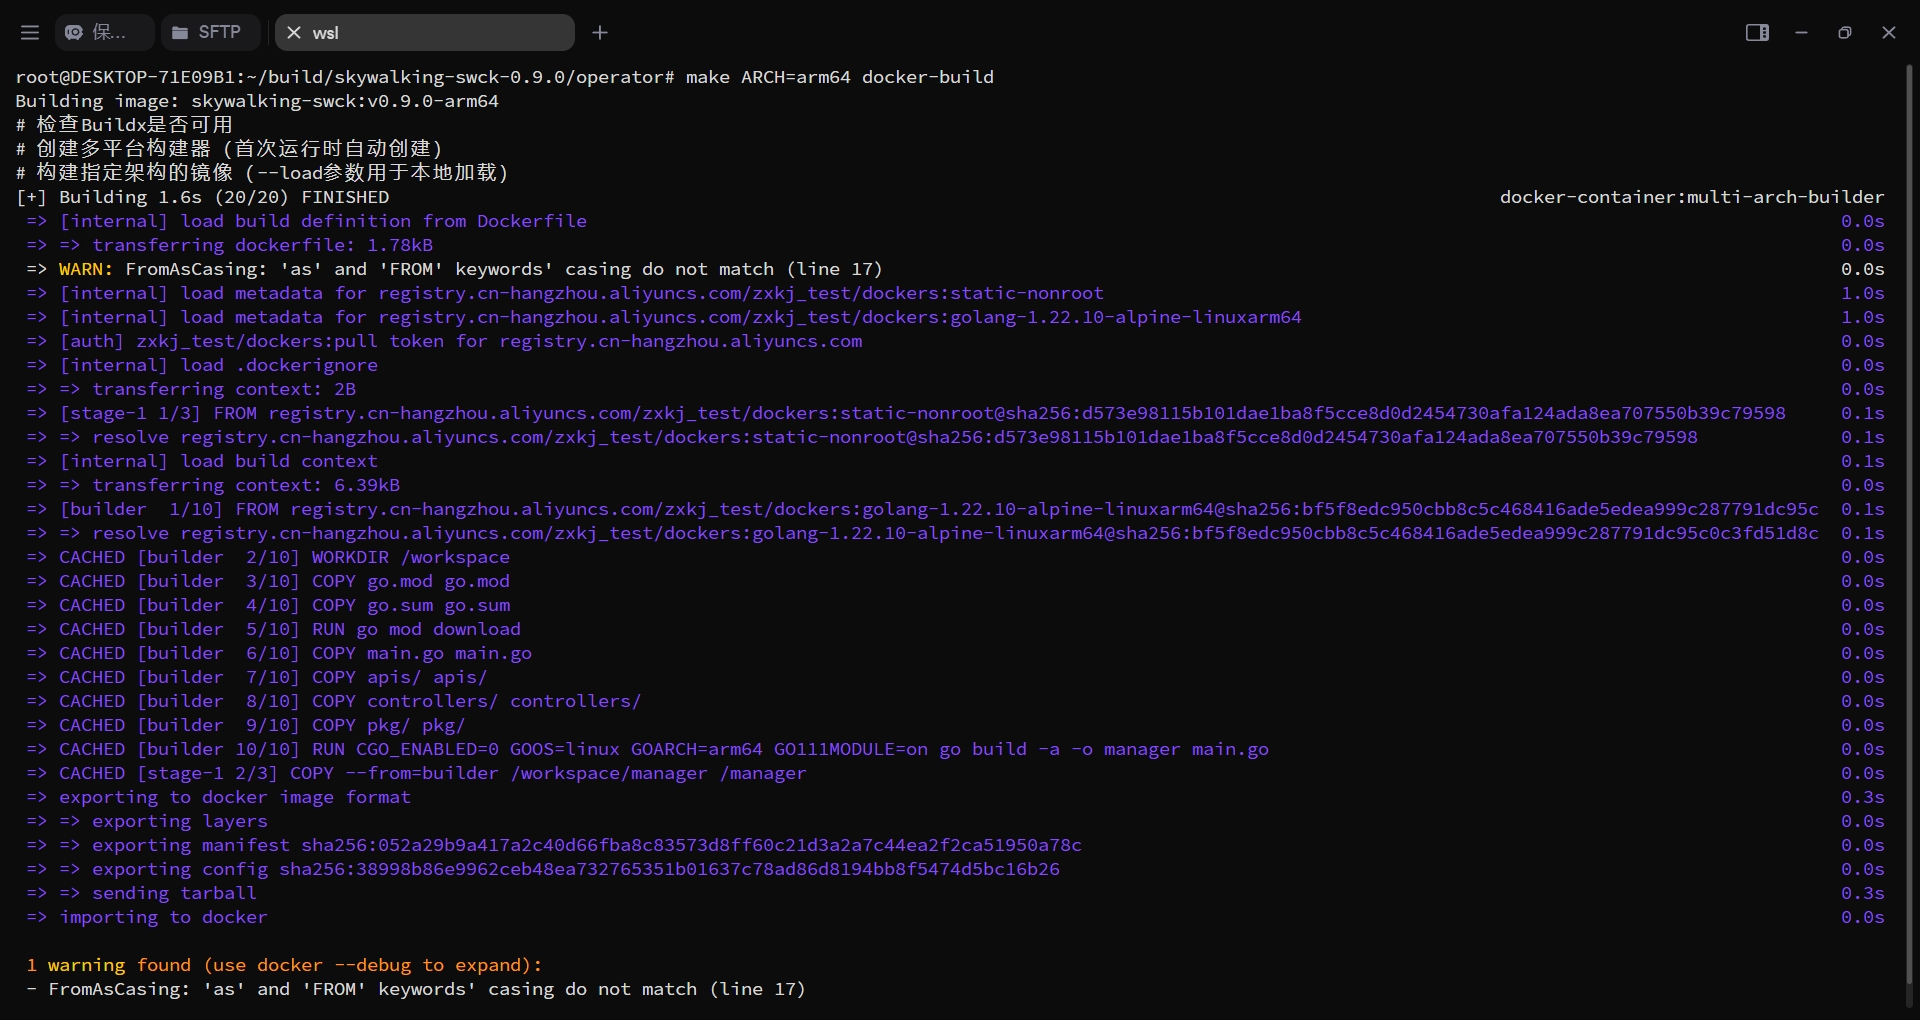 保...
SFTP
wsl
root@DESKTOP-71E09B1:~/build/skywalking-swck-0.9.0/operator# make ARCH=arm64 docker-build
Building image: skywalking-swck:v0.9.0-arm64
# 检查Buildx是否可用
# 创建多平台构建器 (首次运行时自动创建)
# 构建指定架构的镜像 (--load参数用于本地加载)
[+] Building 1.6s (20/20) FINISHED docker-container:multi-arch-builder
=> [internal] load build definition from Dockerfile 0.0s
=> => transferring dockerfile: 1.78kB 0.0s
=> WARN: FromAsCasing: 'as' and 'FROM' keywords' casing do not match (line 17) 0.0s
=> [internal] load metadata for registry.cn-hangzhou.aliyuncs.com/zxkj_test/dockers:static-nonroot 1.0s
=> [internal] load metadata for registry.cn-hangzhou.aliyuncs.com/zxkj_test/dockers:golang-1.22.10-alpine-linuxarm64 1.0s
=> [auth] zxkj_test/dockers:pull token for registry.cn-hangzhou.aliyuncs.com 0.0s
=> [internal] load .dockerignore 0.0s
=> => transferring context: 2B 0.0s
=> [stage-1 1/3] FROM registry.cn-hangzhou.aliyuncs.com/zxkj_test/dockers:static-nonroot@sha256:d573e98115b101dae1ba8f5cce8d0d2454730afa124ada8ea707550b39c79598 0.1s
=> => resolve registry.cn-hangzhou.aliyuncs.com/zxkj_test/dockers:static-nonroot@sha256:d573e98115b101dae1ba8f5cce8d0d2454730afa124ada8ea707550b39c79598 0.1s
=> [internal] load build context 0.1s
=> => transferring context: 6.39kB 0.0s
=> [builder  1/10] FROM registry.cn-hangzhou.aliyuncs.com/zxkj_test/dockers:golang-1.22.10-alpine-linuxarm64@sha256:bf5f8edc950cbb8c5c468416ade5edea999c287791dc95c 0.1s
=> => resolve registry.cn-hangzhou.aliyuncs.com/zxkj_test/dockers:golang-1.22.10-alpine-linuxarm64@sha256:bf5f8edc950cbb8c5c468416ade5edea999c287791dc95c0c3fd51d8c 0.1s
=> CACHED [builder  2/10] WORKDIR /workspace 0.0s
=> CACHED [builder  3/10] COPY go.mod go.mod 0.0s
=> CACHED [builder  4/10] COPY go.sum go.sum 0.0s
=> CACHED [builder  5/10] RUN go mod download 0.0s
=> CACHED [builder  6/10] COPY main.go main.go 0.0s
=> CACHED [builder  7/10] COPY apis/ apis/ 0.0s
=> CACHED [builder  8/10] COPY controllers/ controllers/ 0.0s
=> CACHED [builder  9/10] COPY pkg/ pkg/ 0.0s
=> CACHED [builder 10/10] RUN CGO_ENABLED=0 GOOS=linux GOARCH=arm64 GO111MODULE=on go build -a -o manager main.go 0.0s
=> CACHED [stage-1 2/3] COPY --from=builder /workspace/manager /manager 0.0s
=> exporting to docker image format 0.3s
=> => exporting layers 0.0s
=> => exporting manifest sha256:052a29b9a417a2c40d66fba8c83573d8ff60c21d3a2a7c44ea2f2ca51950a78c 0.0s
=> => exporting config sha256:38998b86e9962ceb48ea732765351b01637c78ad86d8194bb8f5474d5bc16b26 0.0s
=> => sending tarball 0.3s
=> importing to docker 0.0s
1 warning found (use docker --debug to expand):
- FromAsCasing: 'as' and 'FROM' keywords' casing do not match (line 17)